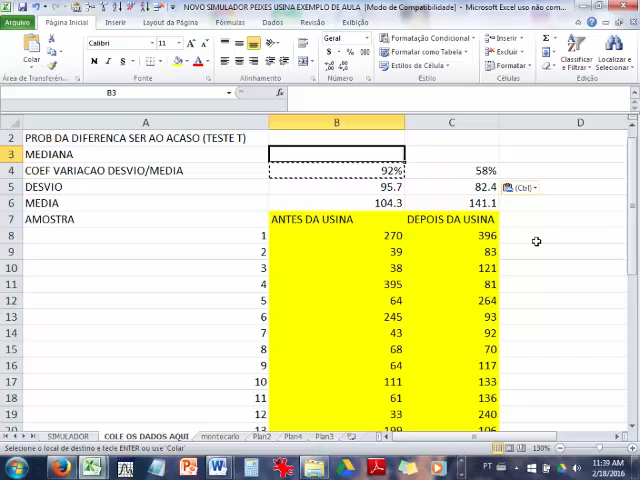 NOVO SIMULADOR PEIXES USINA EXEMPLO DE AULA [Modo de Compatibilidade] - Microsoft Excel uso não com...
Arquivo Página Inicial Inserir Layout da Página Fórmulas Dados Revisão Exibição
Colar
Calibri 11
N I S
Geral
% 000
Formatação Condicional
Formatar como Tabela
Estilos de Célula
Inserir
Excluir
Formatar
Classificar e Filtrar
Localizar e Selecionar
Área de Transferê... Fonte Alinhamento Número Estilo Células Edição
B3 fx
A B C D
2 PROB DA DIFERENCA SER AO ACASO (TESTE T)
3 MEDIANA
4 COEF VARIACAO DESVIO/MEDIA 92% 58%
5 DESVIO 95.7 82.4 (Ctrl)
6 MEDIA 104.3 141.1
7 AMOSTRA ANTES DA USINA DEPOIS DA USINA
8 1 270 396
9 2 39 83
10 3 38 121
11 4 395 81
12 5 64 264
13 6 245 93
14 7 43 92
15 8 68 70
16 9 64 117
17 10 111 133
18 11 61 136
19 12 33 240
20 13 199 106
SIMULADOR COLE OS DADOS AQUI montecarlo Plan2 Plan4 Plan3
Selecione o local de destino e tecle ENTER ou use 'Colar' 130%
PT 11:39 AM
2/18/2016